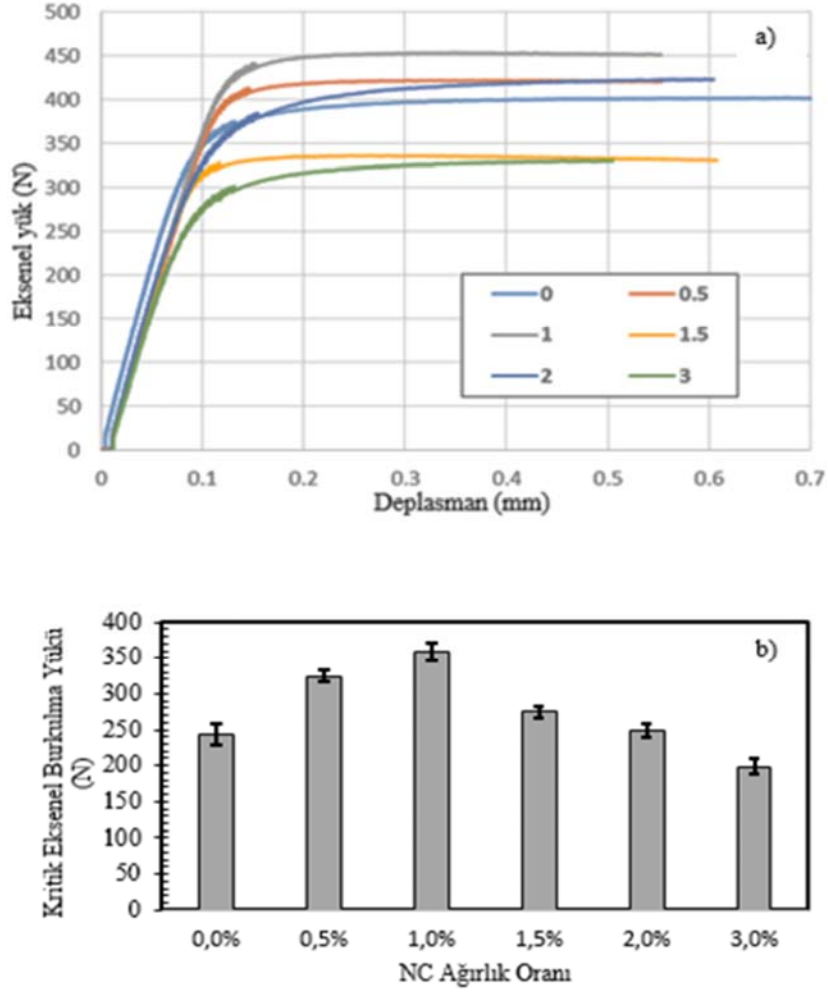 a)
500
450
400
350
300
250
200
150
100
50
0
Eksenel yük (N)
0 0.5
1 1.5
2 3
0 0.1 0.2 0.3 0.4 0.5 0.6 0.7
Deplasman (mm)
b)
400
350
300
250
200
150
100
50
0
Kritik Eksenel Burkulma Yükü
(N)
0,0% 0,5% 1,0% 1,5% 2,0% 3,0%
NC Ağırlık Oranı